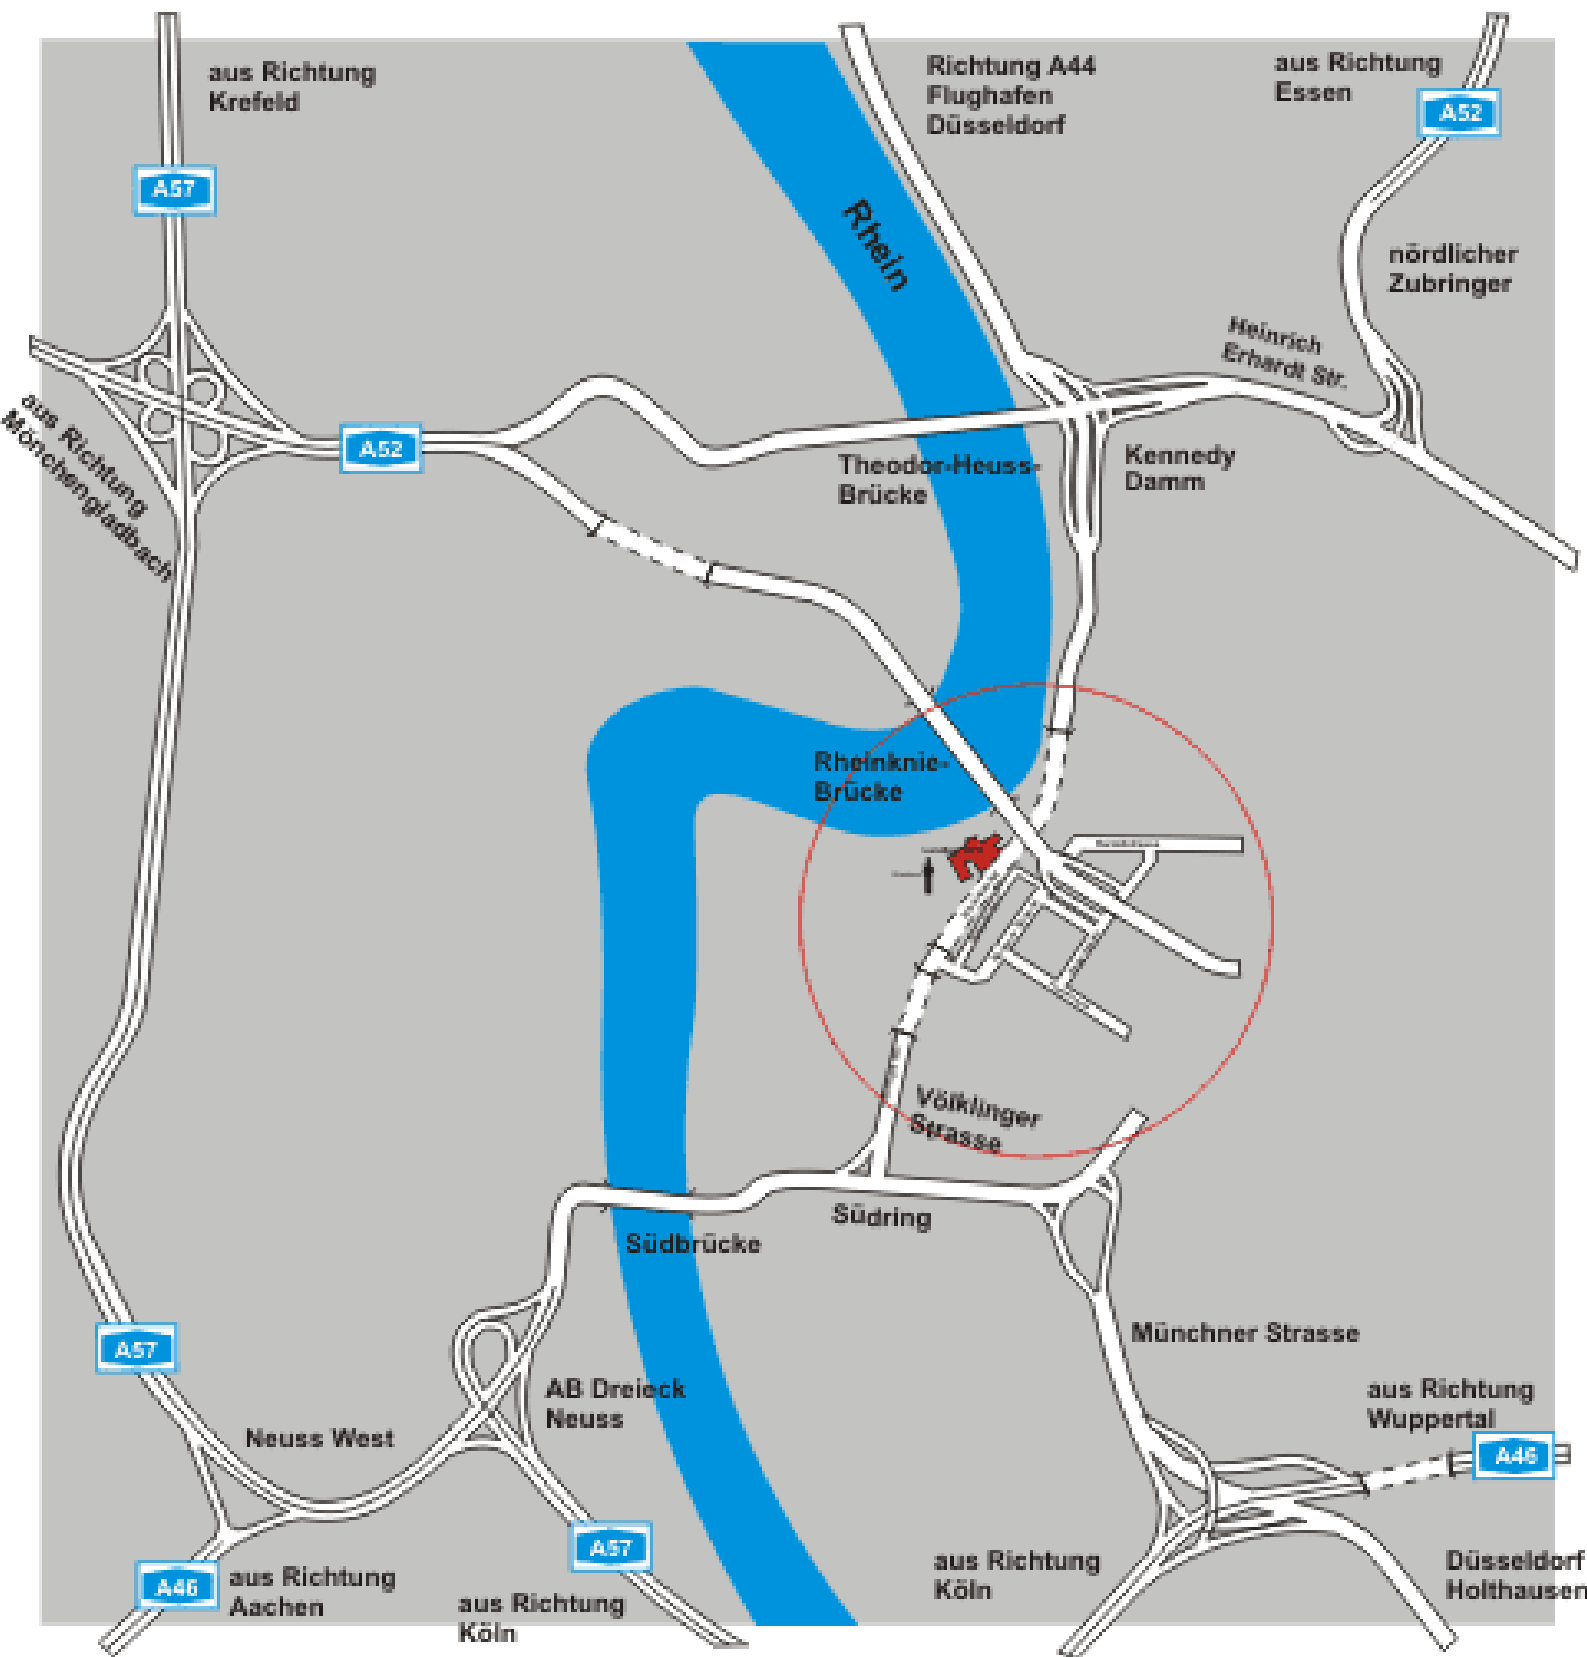 aus Richtung
Krefeld
Richtung A44
Flughafen
Düsseldorf
aus Richtung
Essen
A52
A57
Rhein
nördlicher
Zubringer
Heinrich
Erhardt Str.
aus Richtung
Mönchengladbach
A52
Theodor-Heuss-
Brücke
Kennedy
Damm
Rheinknie-
Brücke
Völklinger
Strasse
Südring
Südbrücke
A57
Münchner Strasse
AB Dreieck
Neuss
aus Richtung
Wuppertal
Neuss West
A46
A57
aus Richtung
Köln
Düsseldorf
Holthausen
A46
aus Richtung
Aachen
aus Richtung
Köln